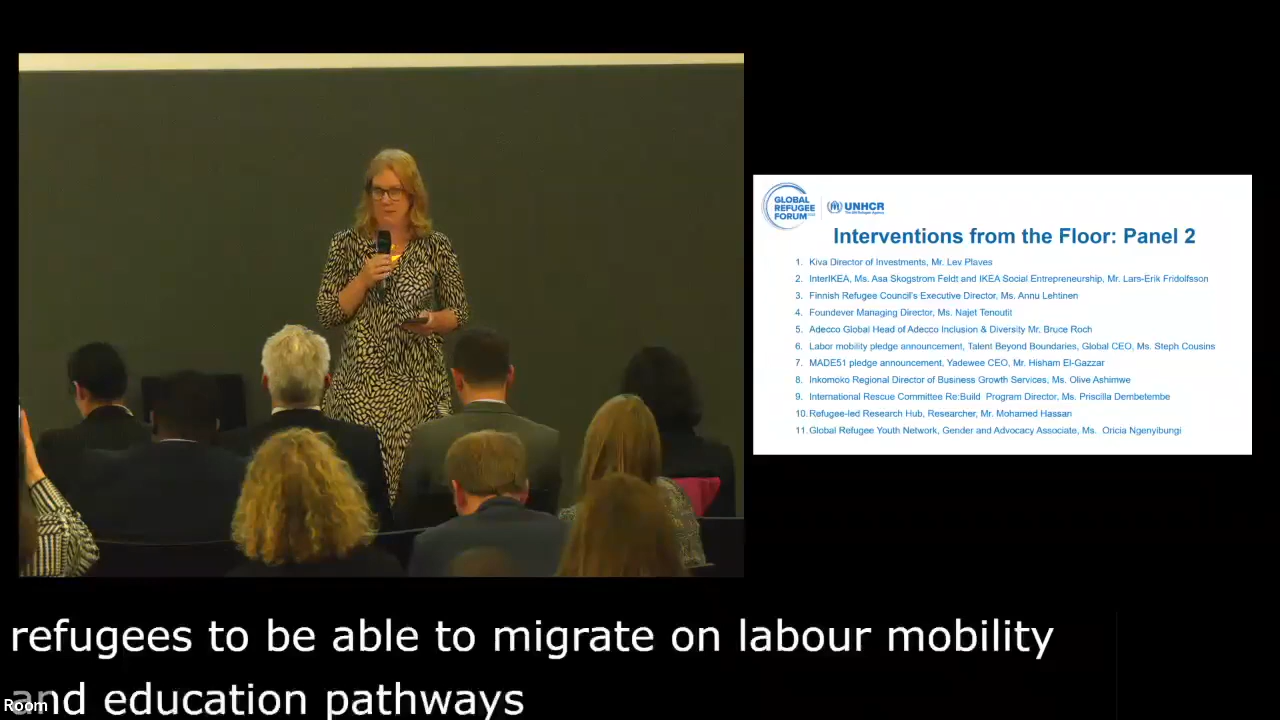 GLOBAL
REFUGEE
FORUM
UNHCR
The UN Refugee Agency
Interventions from the Floor: Panel 2
1. Kiva Director of Investments, Mr. Lev Plaves
2. InterIKEA, Ms. Asa Skogstrom Feldt and IKEA Social Entrepreneurship, Mr. Lars-Erik Fridolfsson
3. Finnish Refugee Council's Executive Director, Ms. Annu Lehtinen
4. Foundever Managing Director, Ms. Najet Tenoutit
5. Adecco Global Head of Adecco Inclusion & Diversity Mr. Bruce Roch
6. Labor mobility pledge announcement, Talent Beyond Boundaries, Global CEO, Ms. Steph Cousins
7. MADE51 pledge announcement, Yadewee CEO, Mr. Hisham El-Gazzar
8. Inkomoko Regional Director of Business Growth Services, Ms. Olive Ashimwe
9. International Rescue Committee Re:Build Program Director, Ms. Priscilla Dembetembe
10. Refugee-led Research Hub, Researcher, Mr. Mohamed Hassan
11. Global Refugee Youth Network, Gender and Advocacy Associate, Ms. Oricia Ngenyibungi
refugees to be able to migrate on labour mobility
and education pathways
Room